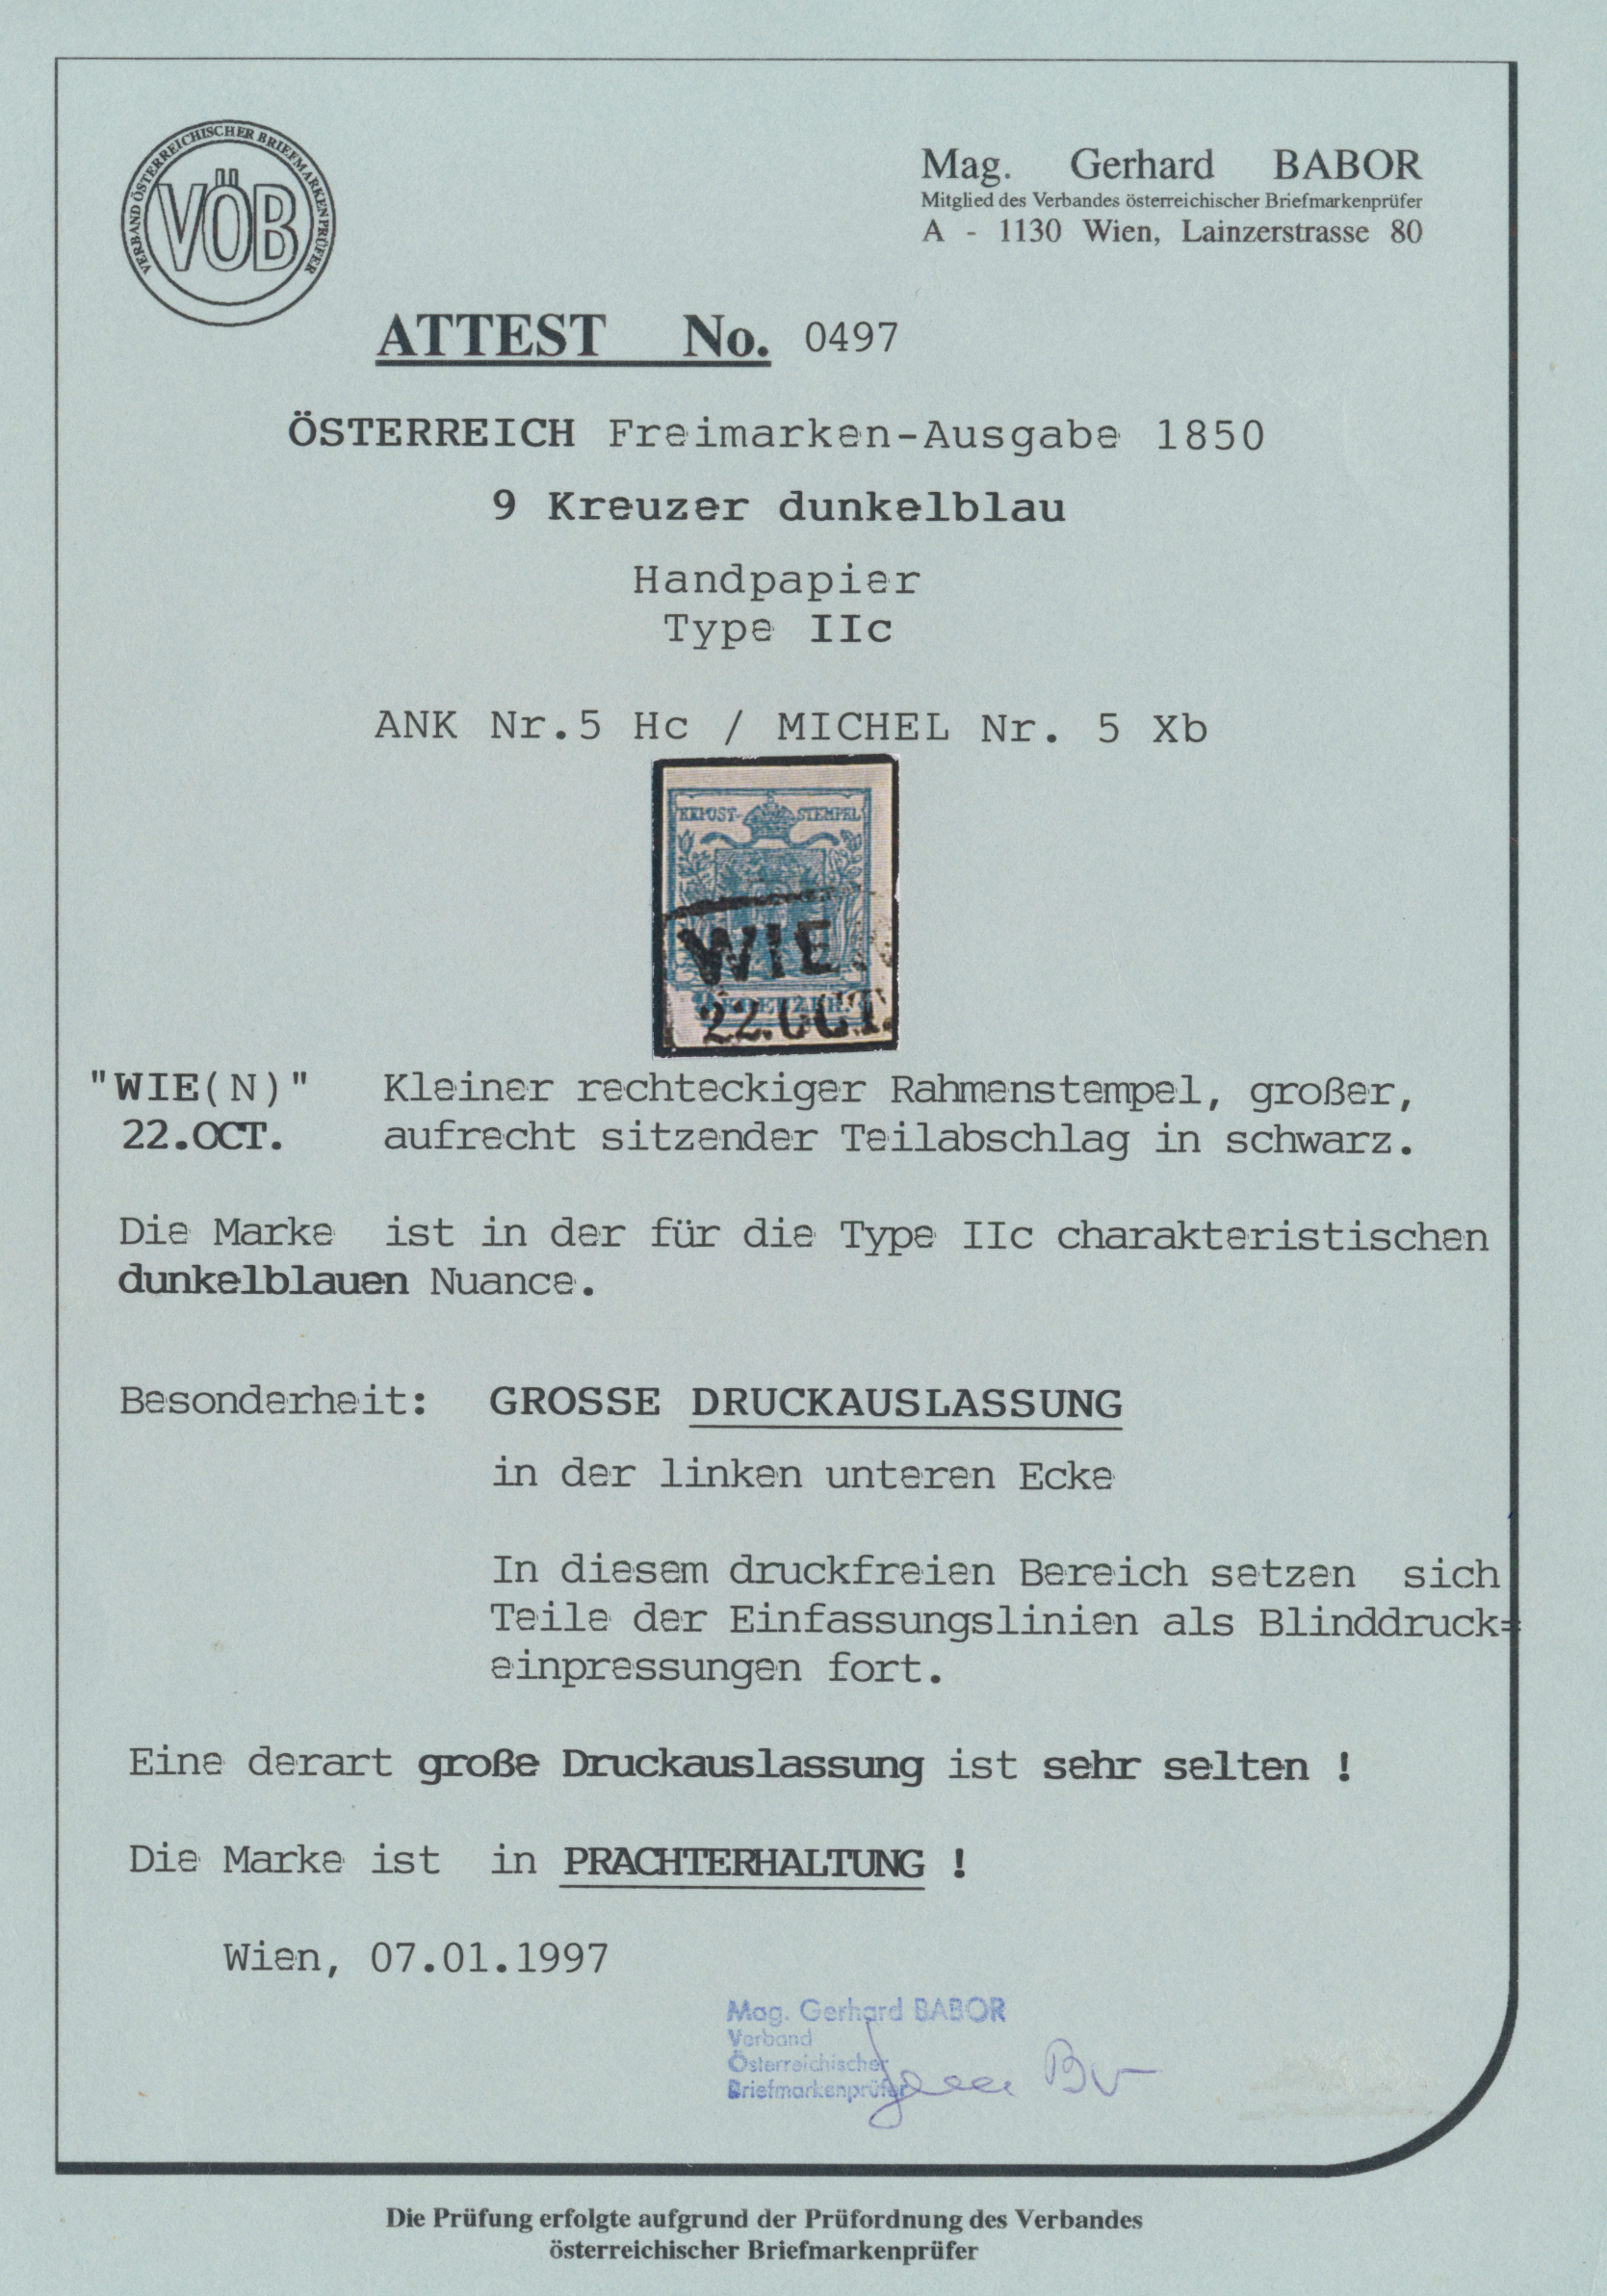 VERBAND ÖSTERREICHISCHER BRIEFMARKENPRÜFER
VÖB
Mag. Gerhard BABOR
Mitglied des Verbandes österreichischer Briefmarkenprüfer
A - 1130 Wien, Lainzerstrasse 80
ATTEST No. 0497
ÖSTERREICH Freimarken-Ausgabe 1850
9 Kreuzer dunkelblau
Handpapier
Type IIc
ANK Nr.5 Hc / MICHEL Nr. 5 Xb
KKPOST-STEMPEL
WIE
KREUZER.
22.OCT.
"WIE(N)" Kleiner rechteckiger Rahmenstempel, großer,
22.OCT. aufrecht sitzender Teilabschlag in schwarz.
Die Marke ist in der für die Type IIc charakteristischen
dunkelblauen Nuance.
Besonderheit: GROSSE DRUCKAUSLASSUNG
in der linken unteren Ecke
In diesem druckfreien Bereich setzen sich
Teile der Einfassungslinien als Blinddruck=
einpressungen fort.
Eine derart große Druckauslassung ist sehr selten !
Die Marke ist in PRACHTERHALTUNG !
Wien, 07.01.1997
Mag. Gerhard BABOR
Verband
Österreichischer
Briefmarkenprüfer
Die Prüfung erfolgte aufgrund der Prüfordnung des Verbandes
österreichischer Briefmarkenprüfer